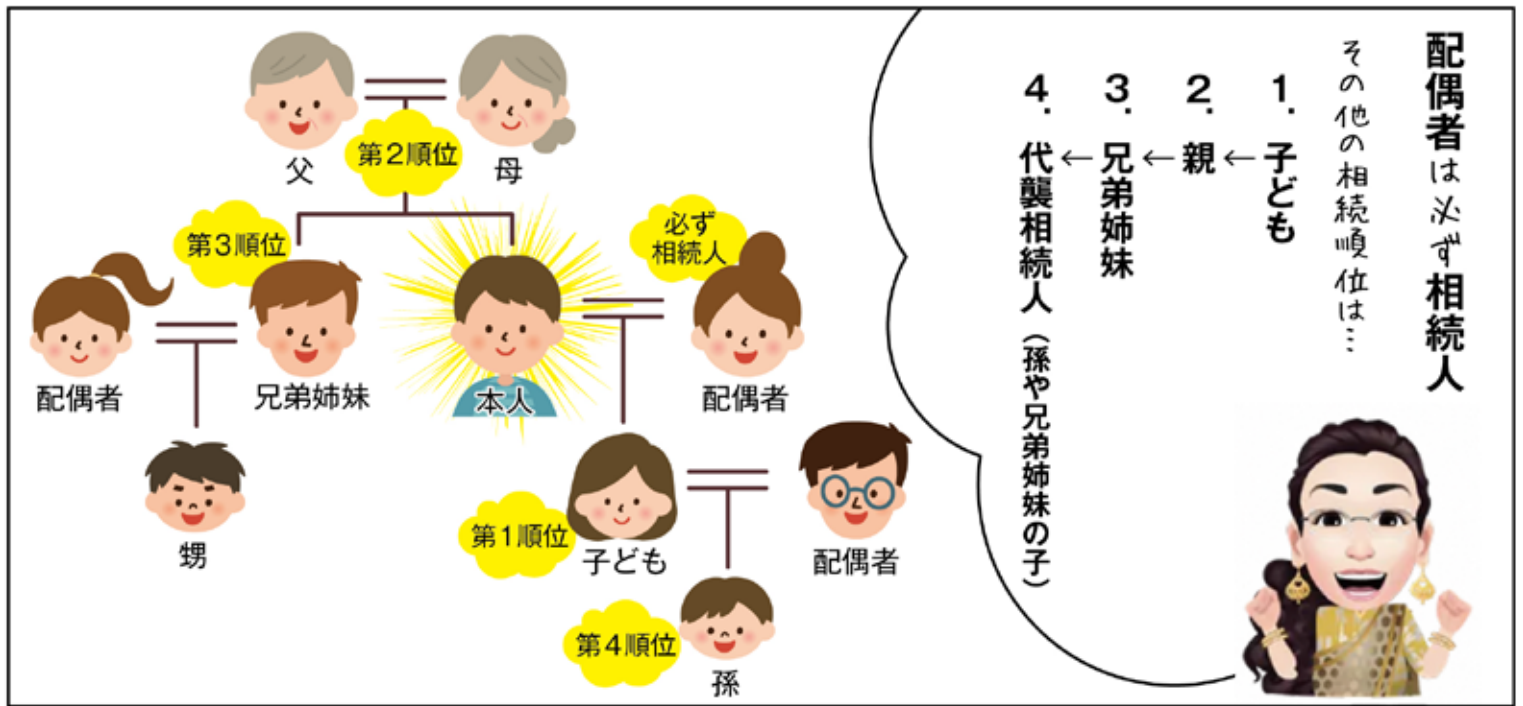 配偶者は必ず相続人
その他の相続順位は…
1. 子ども
←
2. 親
←
3. 兄弟姉妹
←
4. 代襲相続人（孫や兄弟姉妹の子）
父
第2順位
母
第3順位
必ず
相続人
配偶者
兄弟姉妹
本人
配偶者
甥
第1順位
子ども
配偶者
第4順位
孫